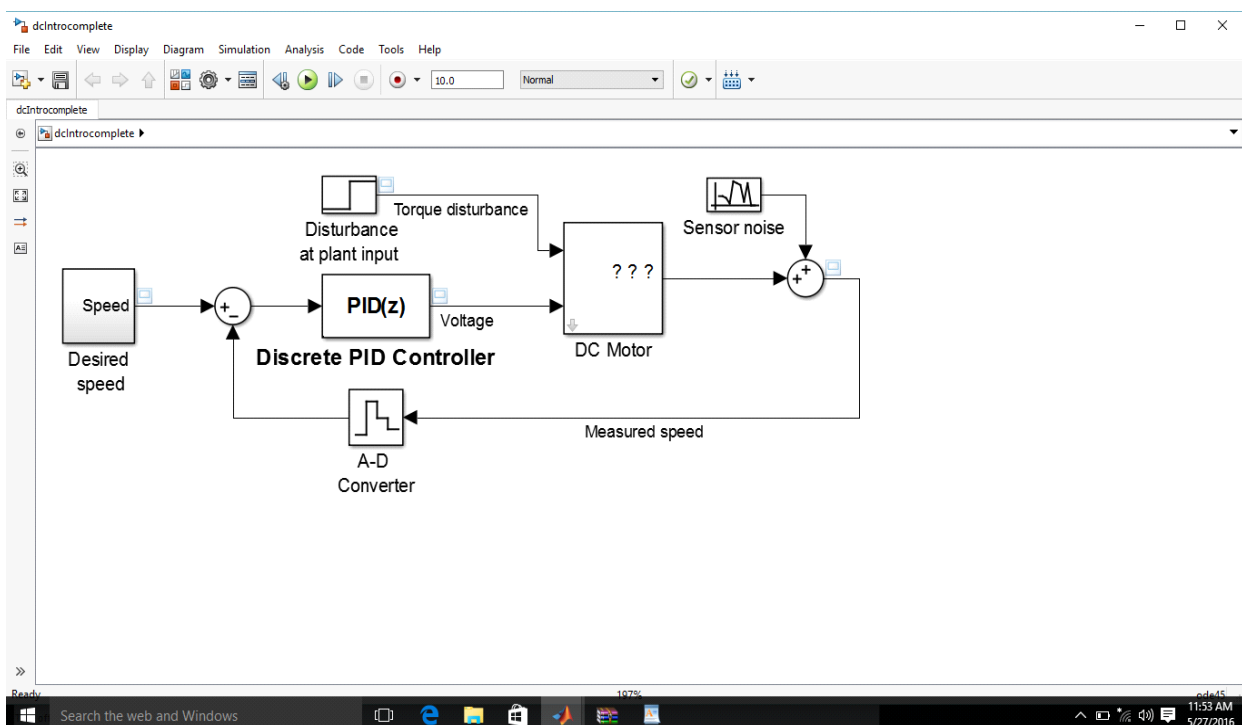 dcIntrocomplete
File Edit View Display Diagram Simulation Analysis Code Tools Help
10.0 Normal
dcIntrocomplete
dcIntrocomplete
Torque disturbance
Disturbance
at plant input
Sensor noise
? ? ?
Speed
+
_
PID(z)
Voltage
+
+
DC Motor
Desired
speed
Discrete PID Controller
Measured speed
A-D
Converter
Ready 197% ode45
Search the web and Windows
11:53 AM
5/27/2016